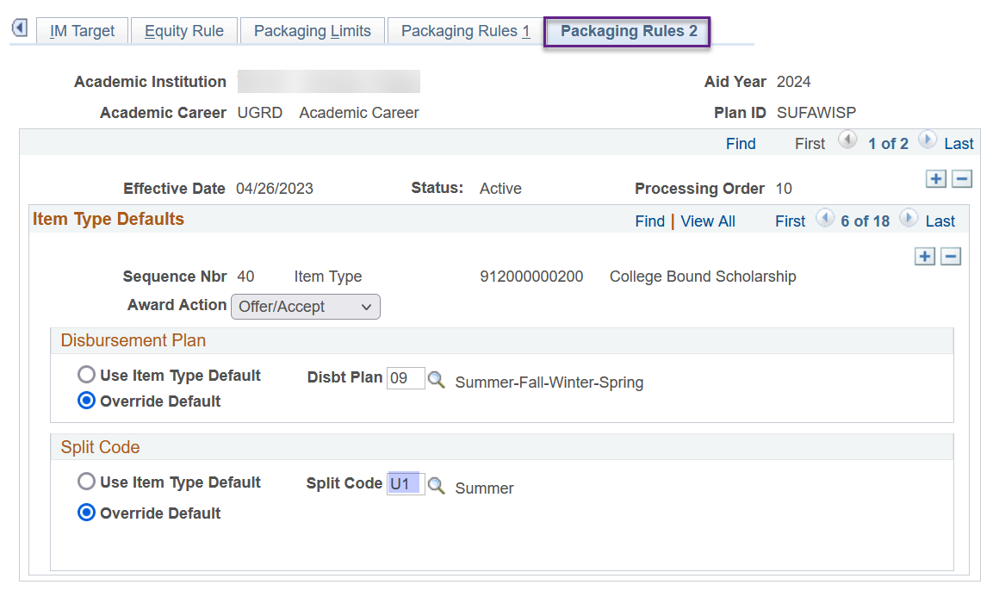 IM Target Equity Rule Packaging Limits Packaging Rules 1 Packaging Rules 2
Academic Institution Aid Year 2024
Academic Career UGRD Academic Career Plan ID SUFAWISP
Find First 1 of 2 Last
Effective Date 04/26/2023 Status: Active Processing Order 10
Item Type Defaults Find | View All First 6 of 18 Last
Sequence Nbr 40 Item Type 912000000200 College Bound Scholarship
Award Action Offer/Accept
Disbursement Plan
Use Item Type Default Disbt Plan 09 Summer-Fall-Winter-Spring
Override Default
Split Code
Use Item Type Default Split Code U1 Summer
Override Default